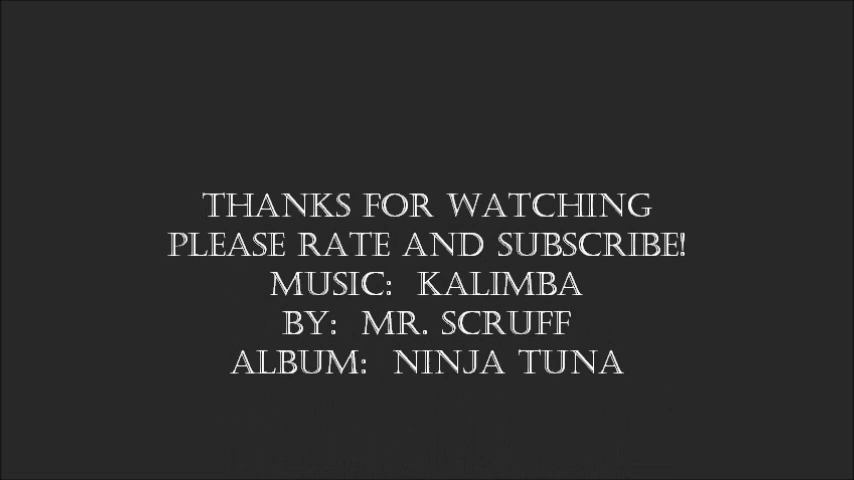 THANKS FOR WATCHING
PLEASE RATE AND SUBSCRIBE!
MUSIC: KALIMBA
BY: MR. SCRUFF
ALBUM: NINJA TUNA